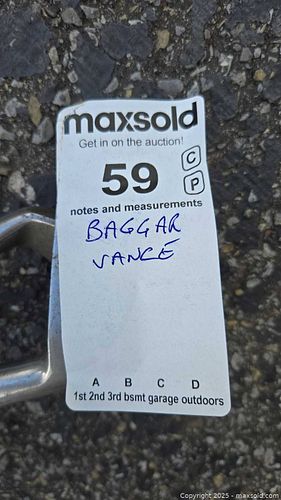 maxsold
Get in on the auction!
C
59
P
notes and measurements
BAGGAR
VANCE
A B C D
1st 2nd 3rd bsmt garage outdoors
Copyright © 2025 - maxsold.com